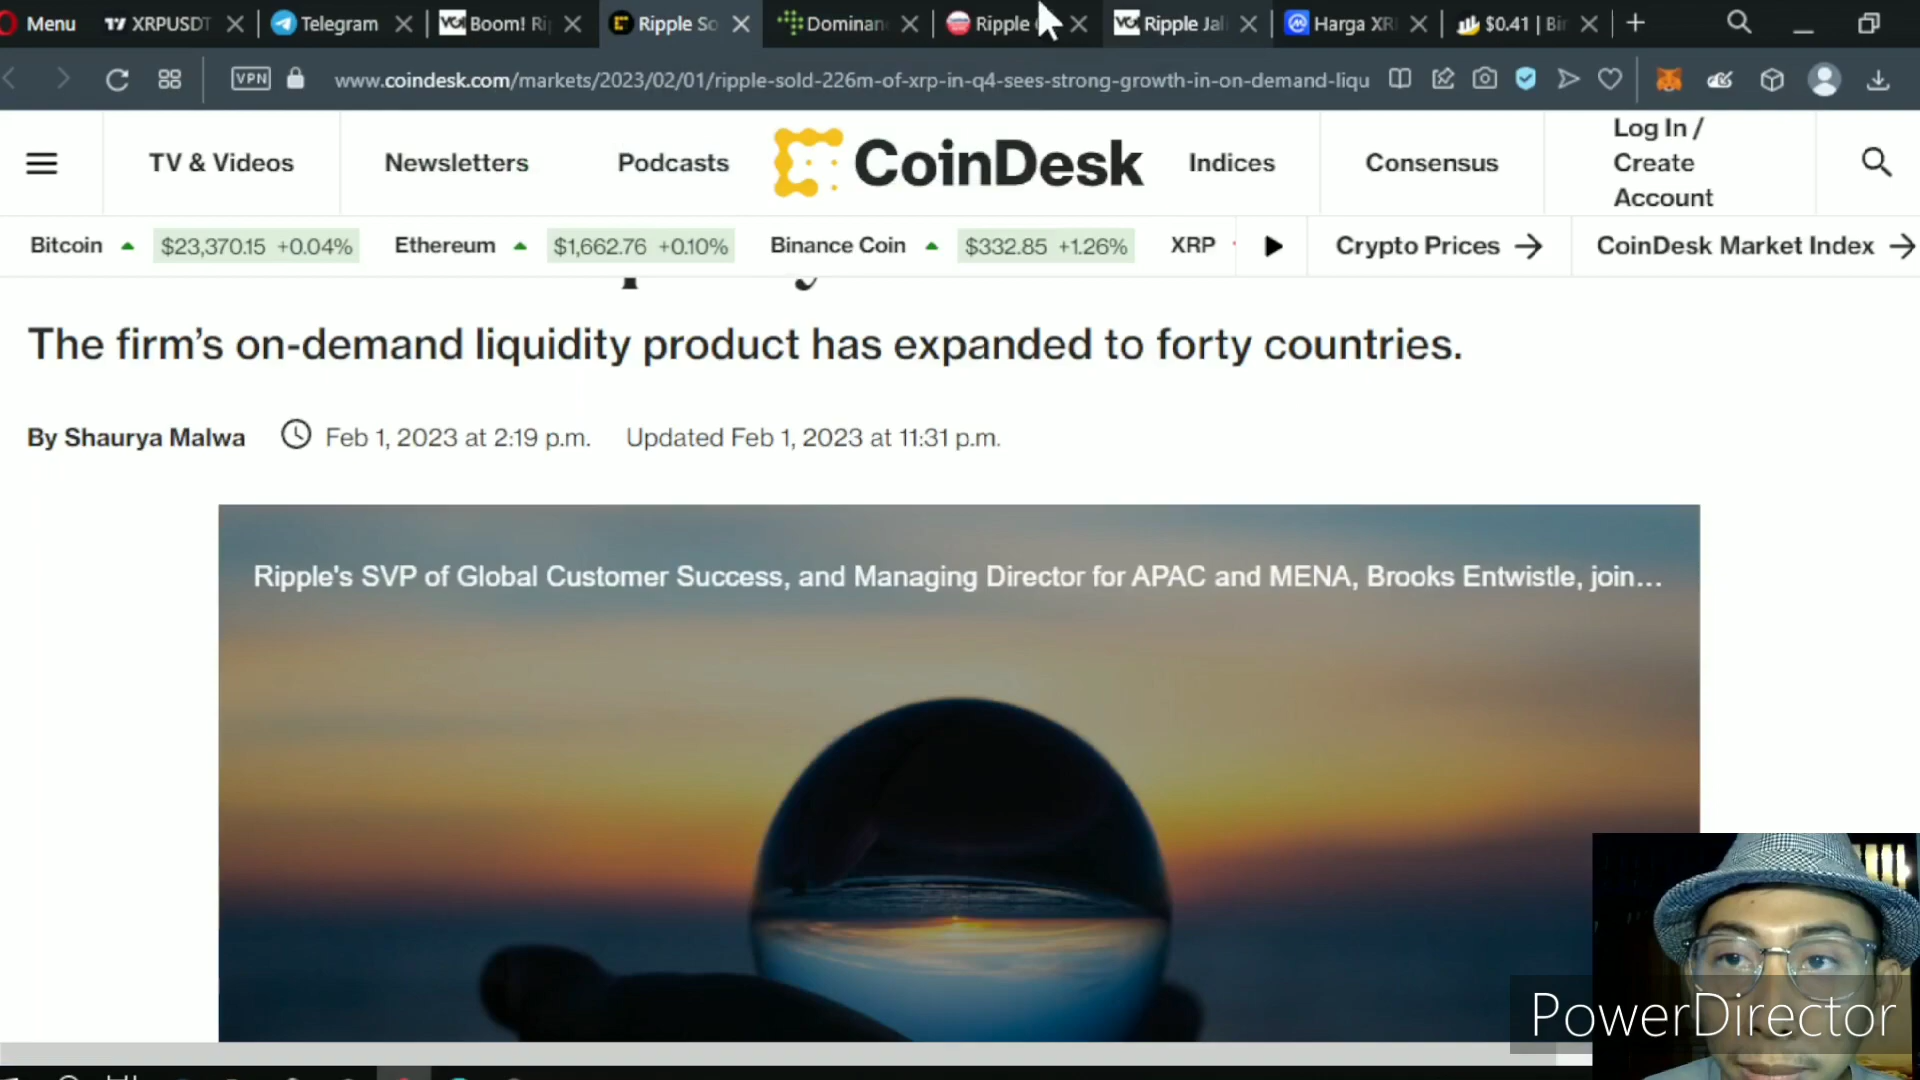 Menu
XRPUSDT
Telegram
Boom! Ri
Ripple So
Dominan
Ripple
Ripple Jal
Harga XR
$0.41 | Bi
VPN
www.coindesk.com/markets/2023/02/01/ripple-sold-226m-of-xrp-in-q4-sees-strong-growth-in-on-demand-liqu
TV & Videos
Newsletters
Podcasts
CoinDesk
Indices
Consensus
Log In /
Create
Account
Bitcoin $23,370.15 +0.04%
Ethereum $1,662.76 +0.10%
Binance Coin $332.85 +1.26%
XRP
Crypto Prices
CoinDesk Market Index
The firm's on-demand liquidity product has expanded to forty countries.
By Shaurya Malwa
Feb 1, 2023 at 2:19 p.m.
Updated Feb 1, 2023 at 11:31 p.m.
Ripple's SVP of Global Customer Success, and Managing Director for APAC and MENA, Brooks Entwistle, join...
PowerDirector